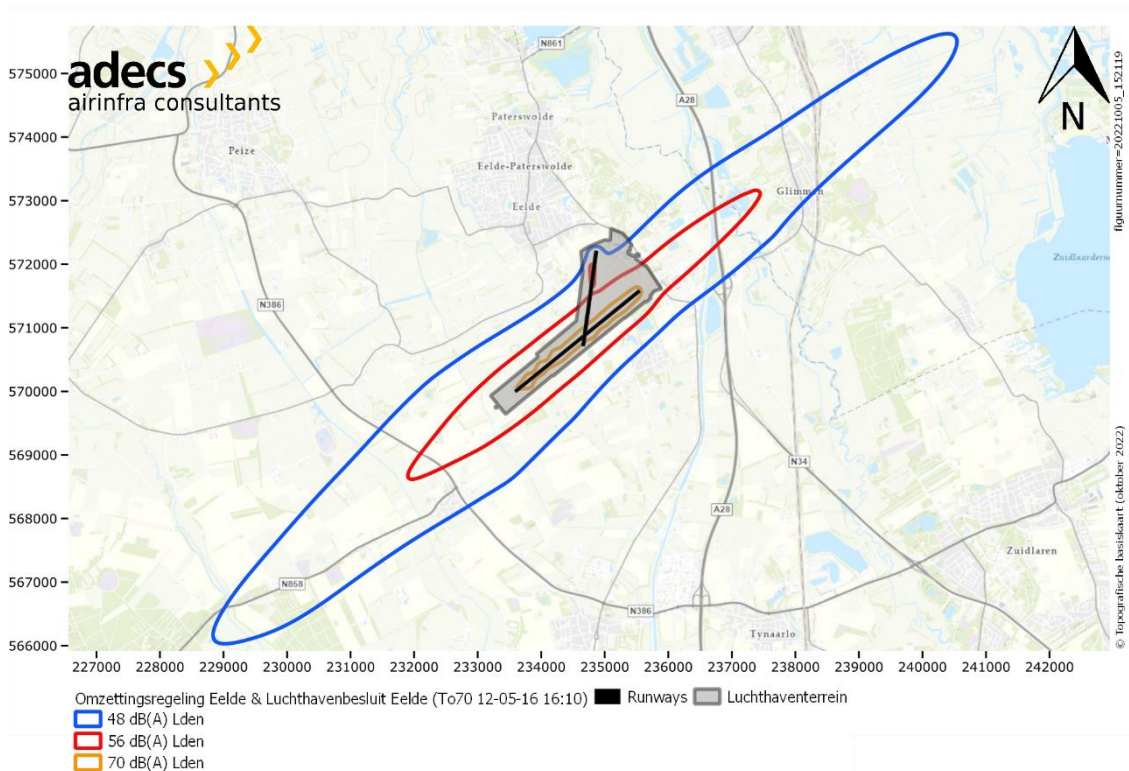 N861
575000
adecs
airinfra consultants
A28
N
574000
Paterswolde
Peize
Eelde-Paterswolde
Glimmen
573000
Eelde
572000
Zuidlaarderm
N386
571000
570000
569000
N34
568000
A28
Zuidlaren
567000
N858
N386
Tynaarlo
566000
227000 228000 229000 230000 231000 232000 233000 234000 235000 236000 237000 238000 239000 240000 241000 242000
figuurnummer=20221005_152119
© Topografische basiskaart (oktober 2022)
Omzettingsregeling Eelde & Luchthavenbesluit Eelde (To70 12-05-16 16:10) Runways Luchthaventerrein
48 dB(A) Lden
56 dB(A) Lden
70 dB(A) Lden